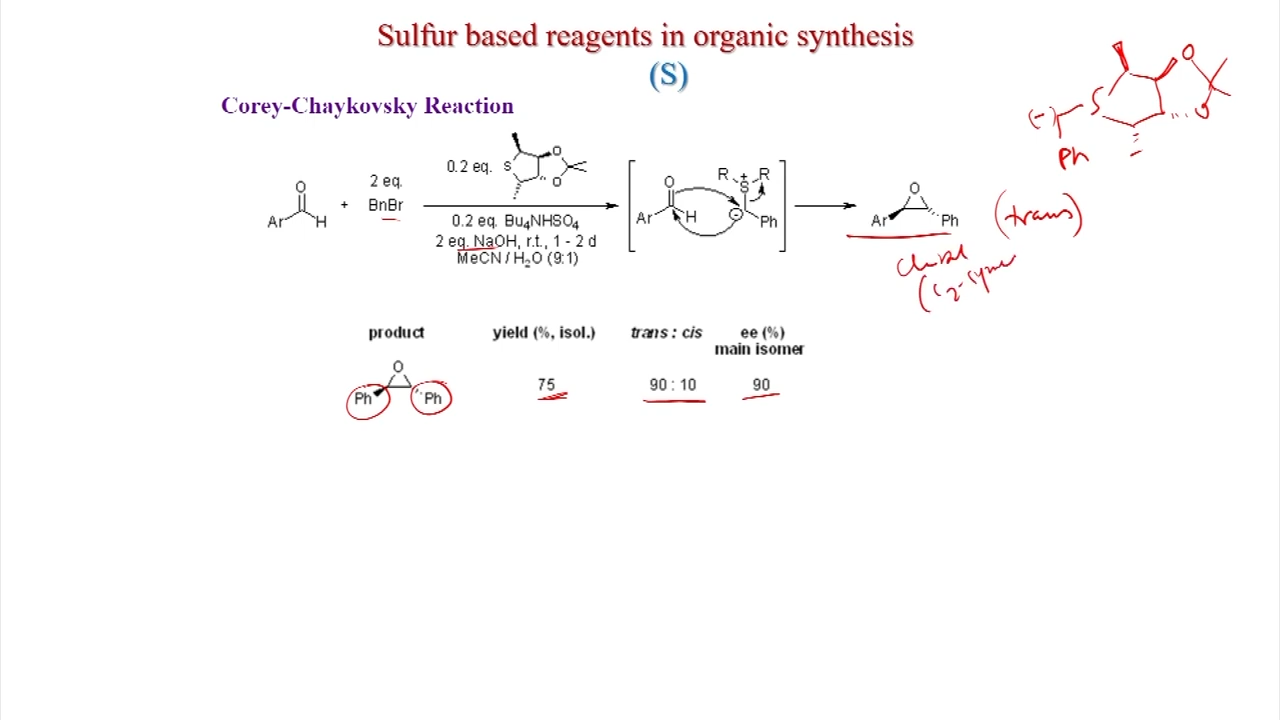 Sulfur based reagents in organic synthesis
(S)
Corey-Chaykovsky Reaction
O
Ar H
+
2 eq.
BnBr
0.2 eq. S O O
0.2 eq. Bu4NHSO4
2 eq. NaOH, r.t., 1 - 2 d
MeCN / H2O (9:1)
O
Ar H
R S + R
Ph
O
Ar Ph
(trans)
(-) S O O
Ph
product yield (%, isol.) trans : cis ee (%)
main isomer
O
Ph Ph 75 90 : 10 90